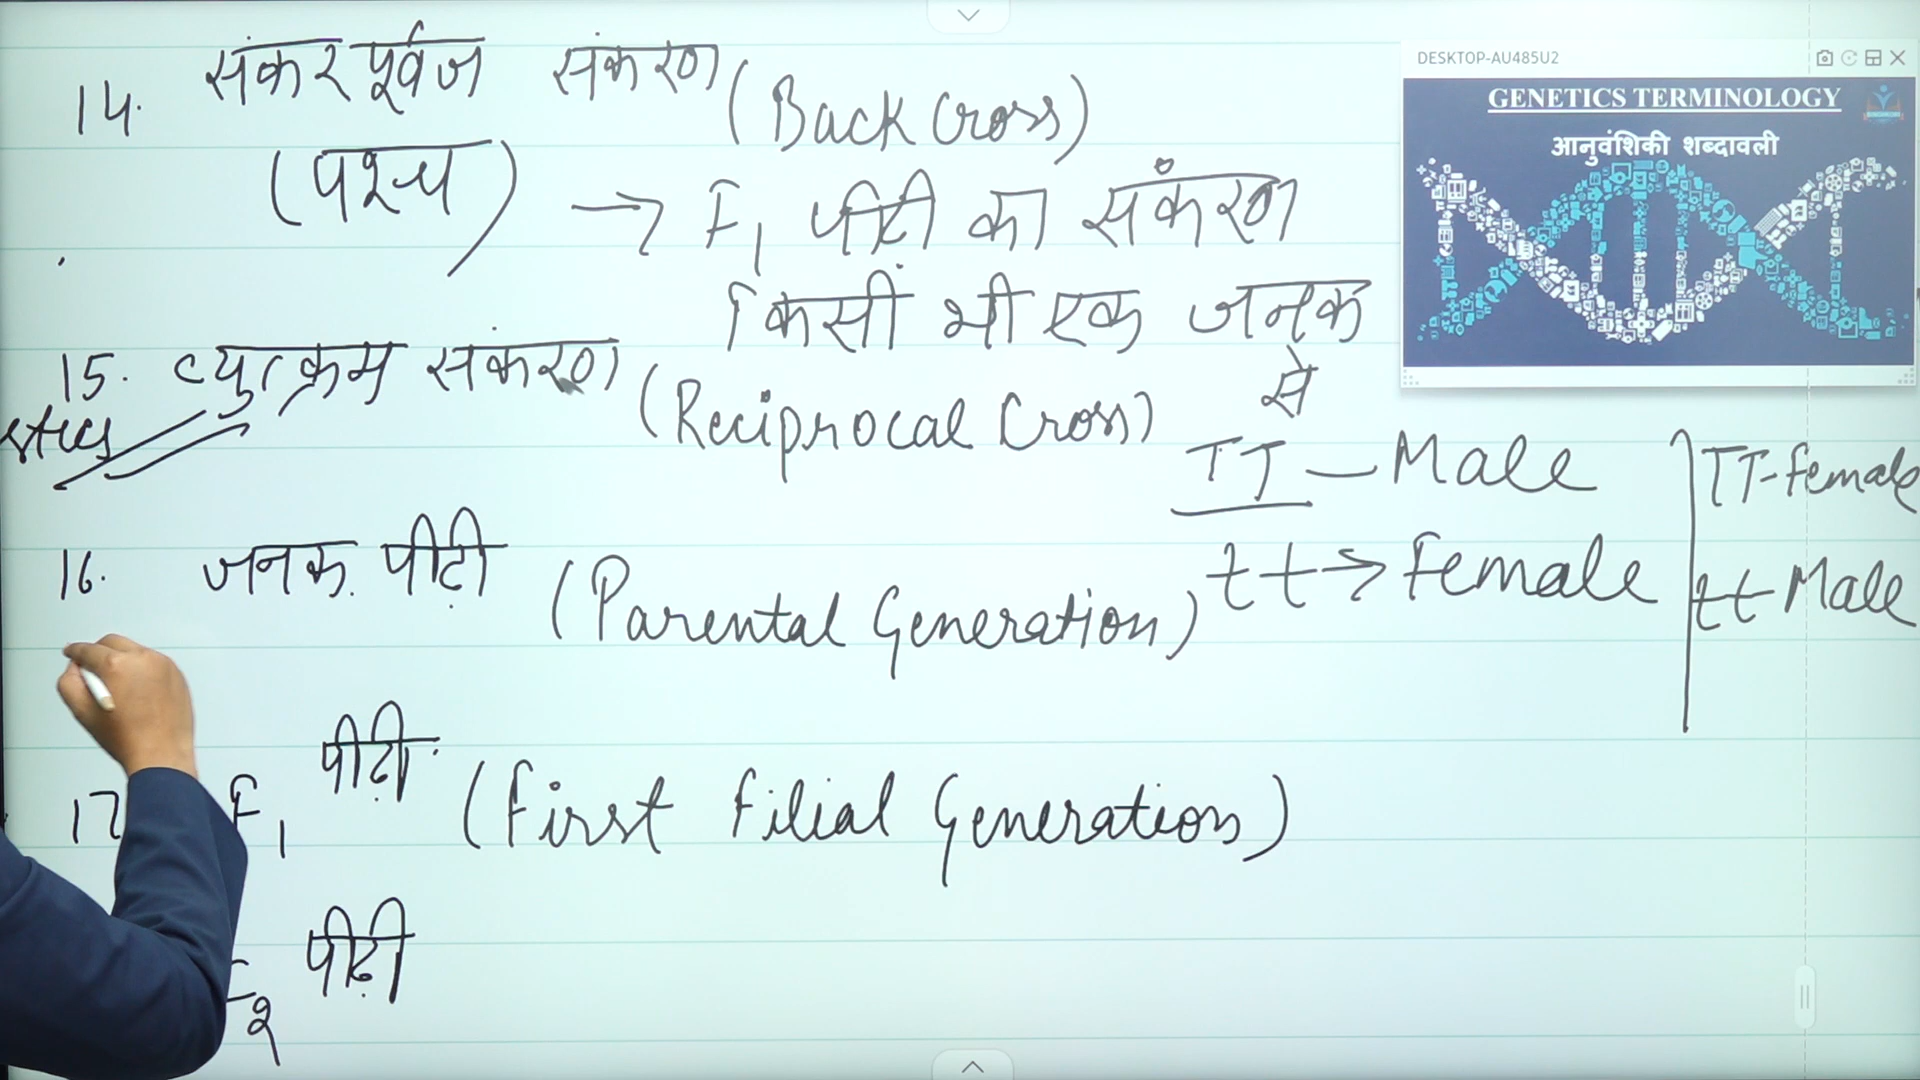 14. संकर पूर्वज संकरण (Back Cross)
(पश्च)
→ F₁ पीढ़ी का संकरण
किसी भी एक जनक
से
15. व्युत्क्रम संकरण (Reciprocal Cross)
TT — Male
tt → Female
TT - Female
tt Male
16. जनक पीढ़ी (Parental Generation)
17 F₁ पीढ़ी (First Filial Generation)
F₂ पीढ़ी
DESKTOP-AU485U2
GENETICS TERMINOLOGY
आनुवंशिकी शब्दावली